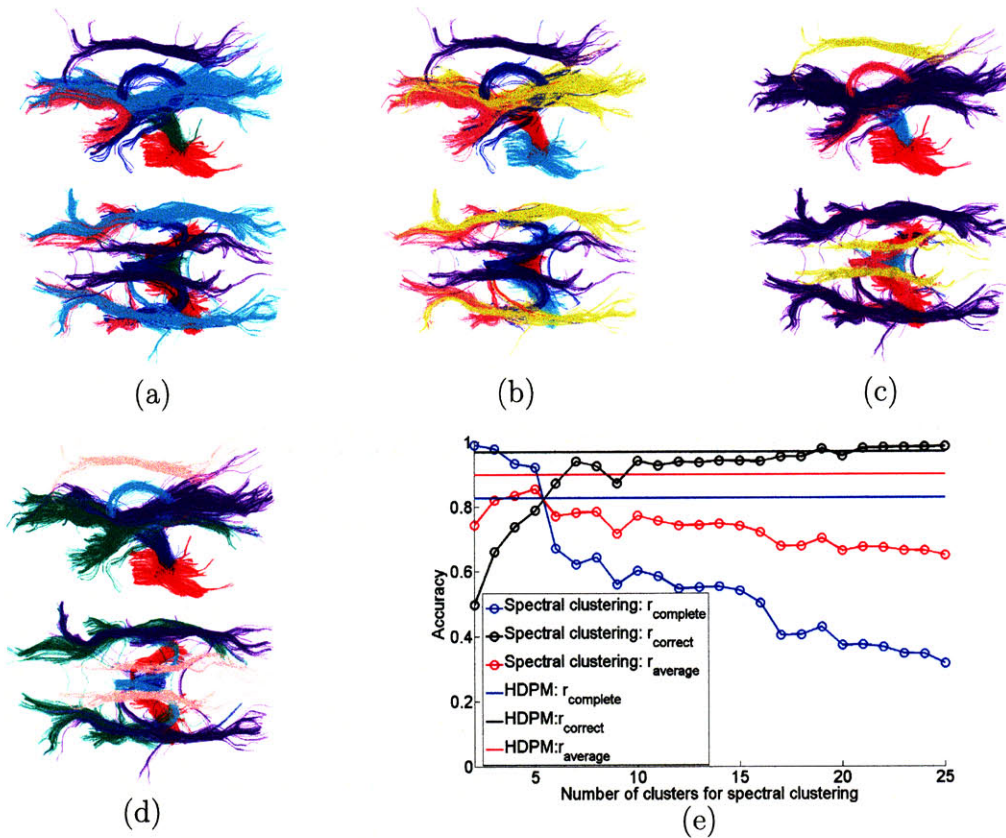 (a)
(b)
(c)
(d)
Accuracy
1
0.8
0.6
0.4
0.2
0
Spectral clustering: r_complete
Spectral clustering: r_correct
Spectral clustering: r_average
HDPM: r_complete
HDPM:r_correct
HDPM:r_average
5
10
15
20
25
Number of clusters for spectral clustering
(e)